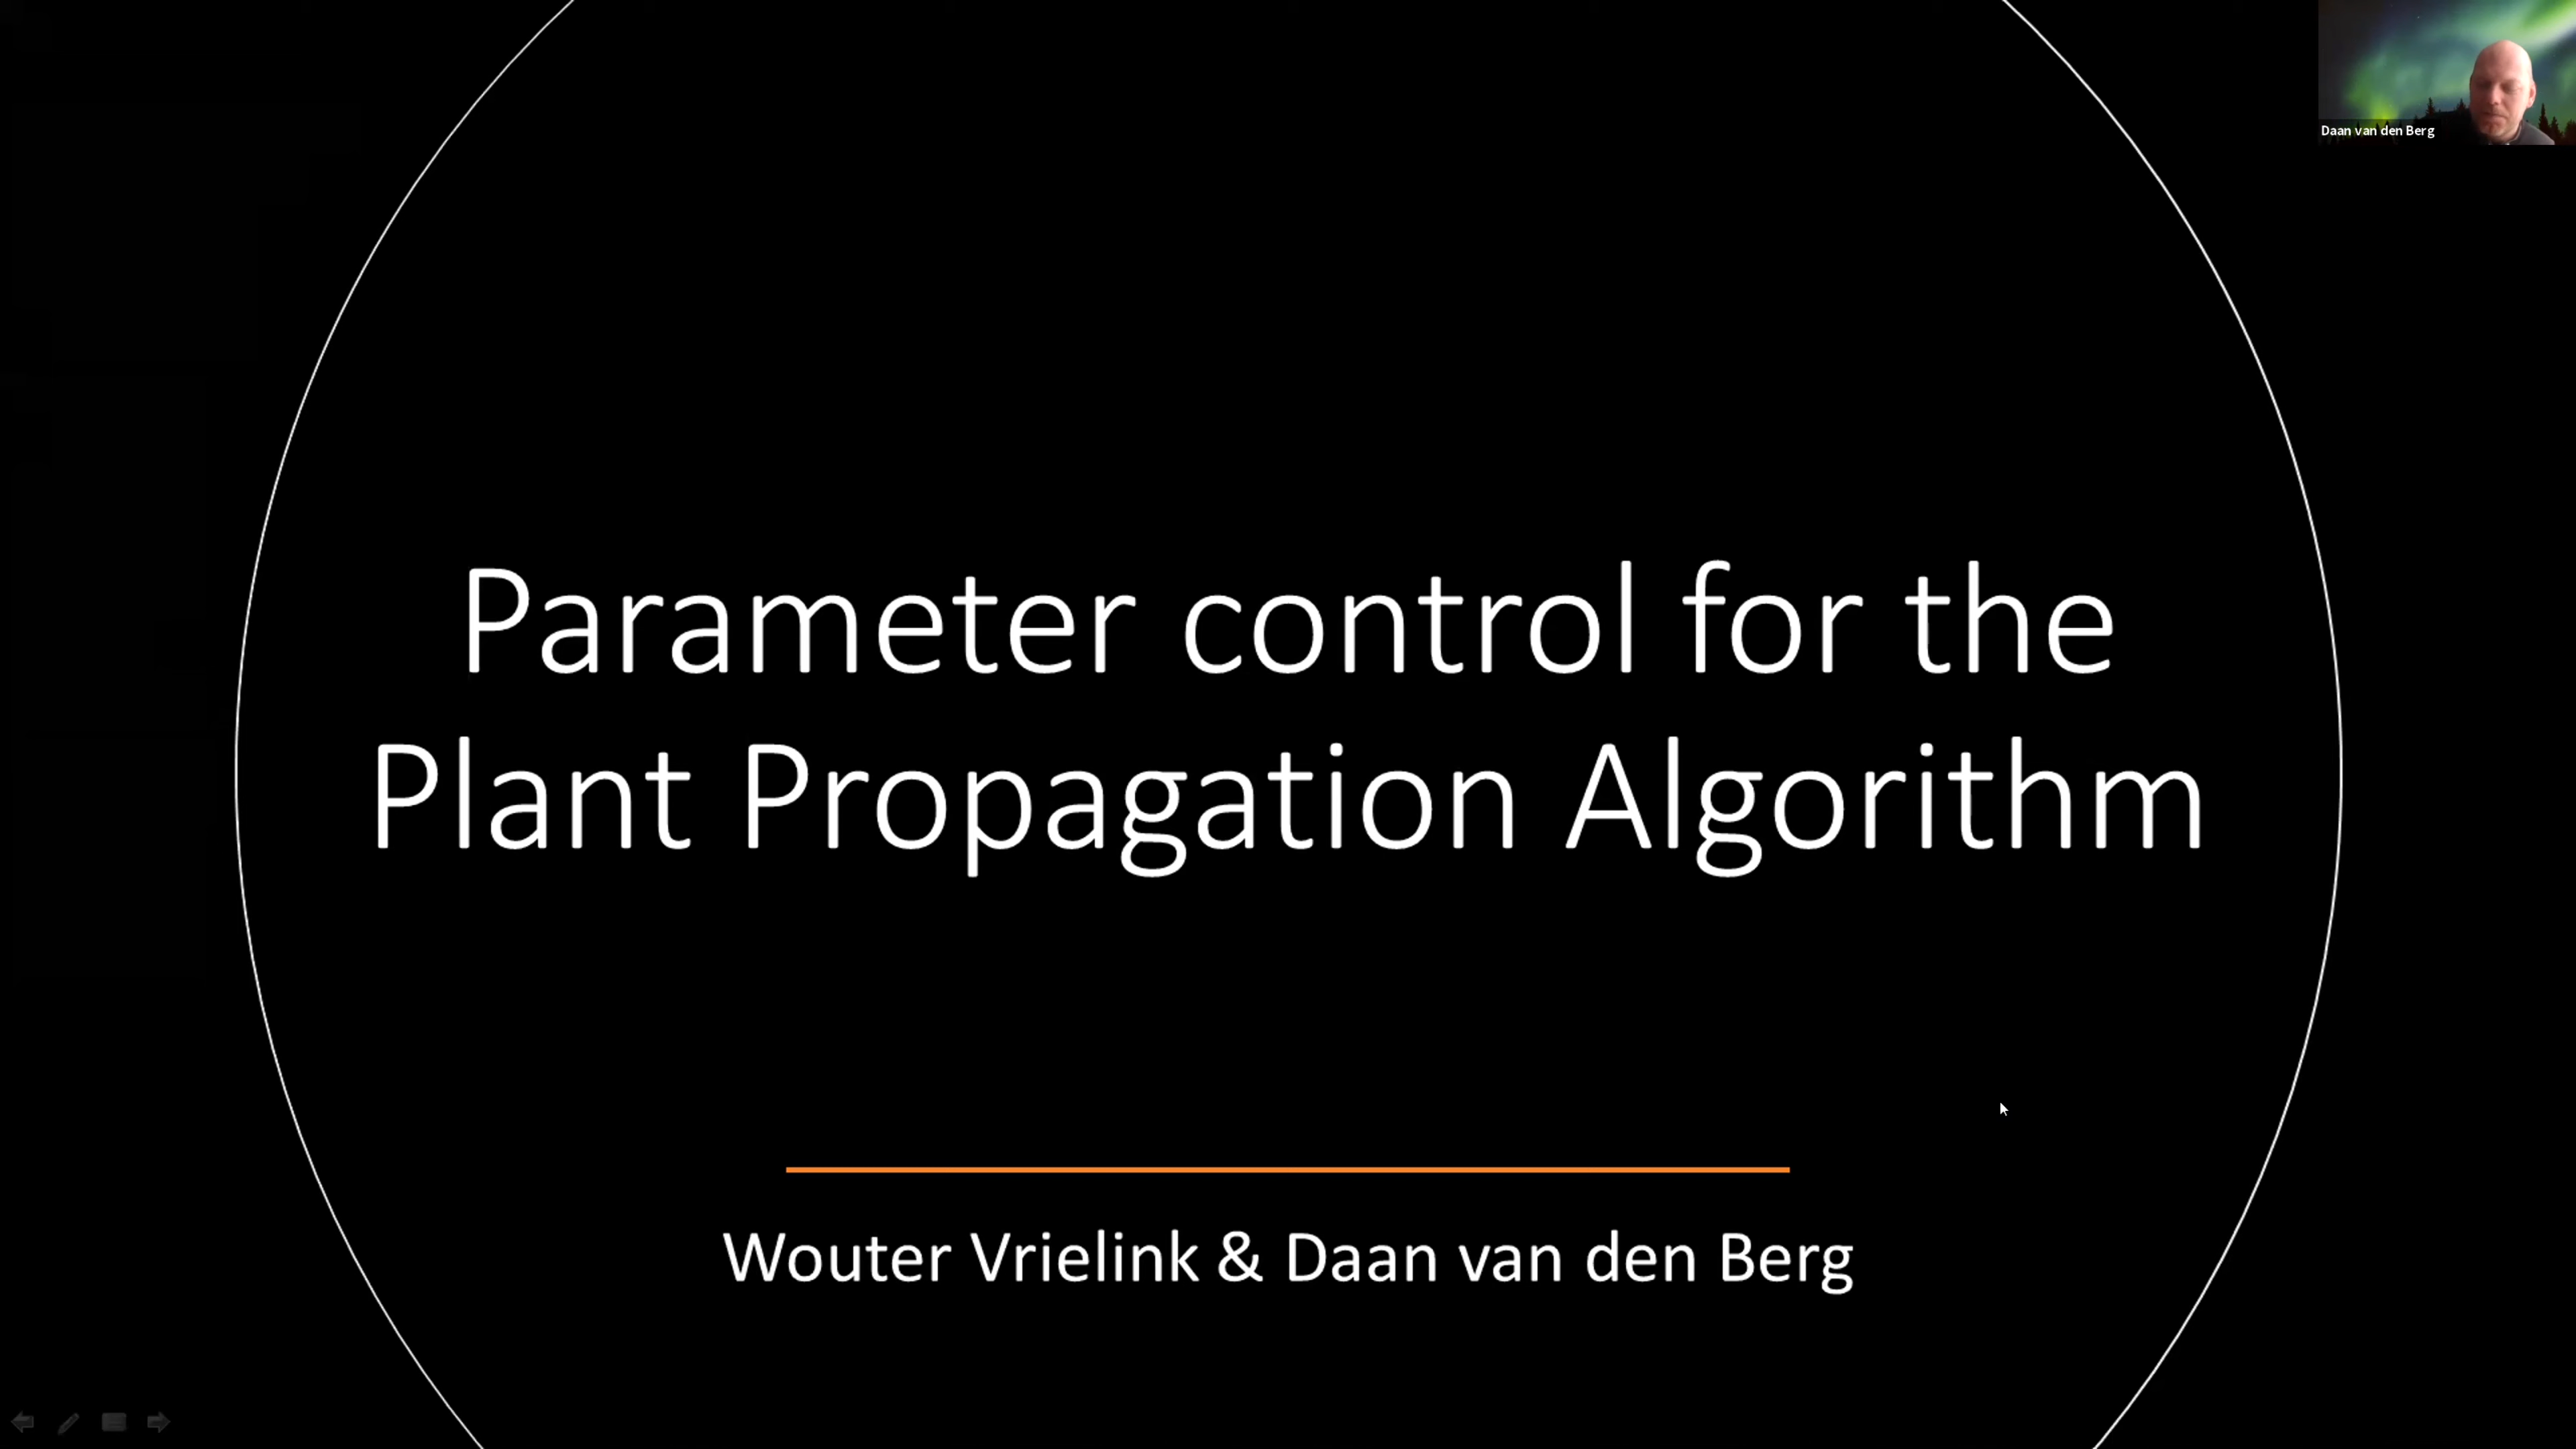 Daan van den Berg
Parameter control for the
Plant Propagation Algorithm
Wouter Vrielink & Daan van den Berg